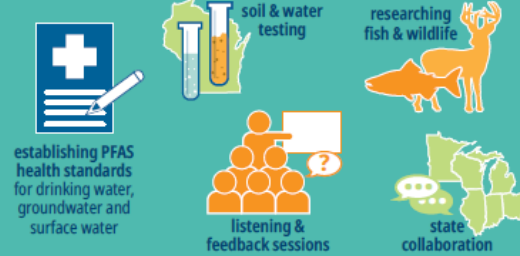 soil & water
testing
researching
fish & wildlife
establishing PFAS
health standards
for drinking water,
groundwater and
surface water
?
listening &
feedback sessions
state
collaboration